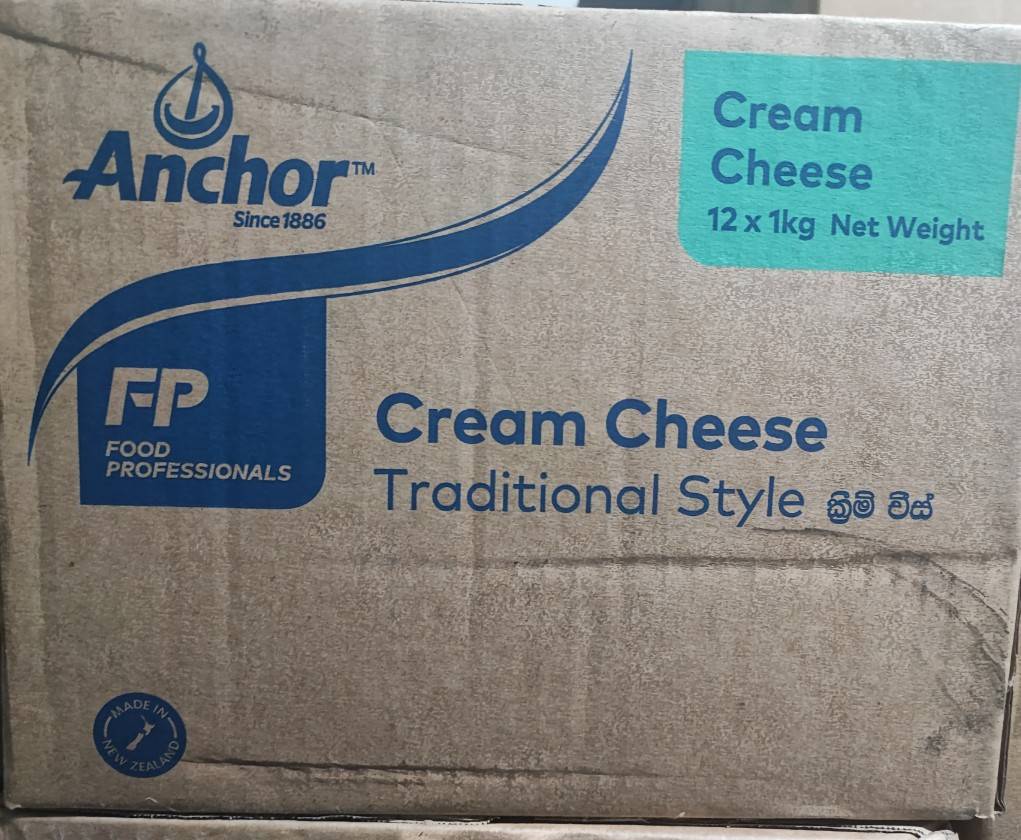 Anchor™
Since 1886
Cream
Cheese
12 x 1kg Net Weight
FP
FOOD
PROFESSIONALS
Cream Cheese
Traditional Style ක්‍රීම් චීස්
MADE IN
NEW ZEALAND